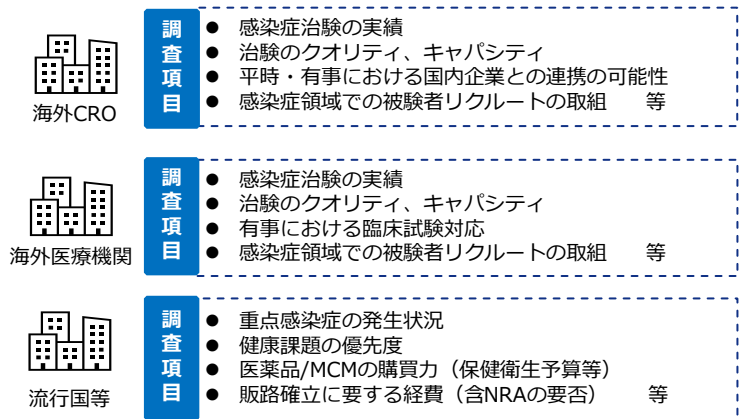 海外CRO
調査項目
● 感染症治験の実績
● 治験のクオリティ、キャパシティ
● 平時・有事における国内企業との連携の可能性
● 感染症領域での被験者リクルートの取組　等
海外医療機関
調査項目
● 感染症治験の実績
● 治験のクオリティ、キャパシティ
● 有事における臨床試験対応
● 感染症領域での被験者リクルートの取組　等
流行国等
調査項目
● 重点感染症の発生状況
● 健康課題の優先度
● 医薬品/MCMの購買力（保健衛生予算等）
● 販路確立に要する経費（含NRAの要否）　等